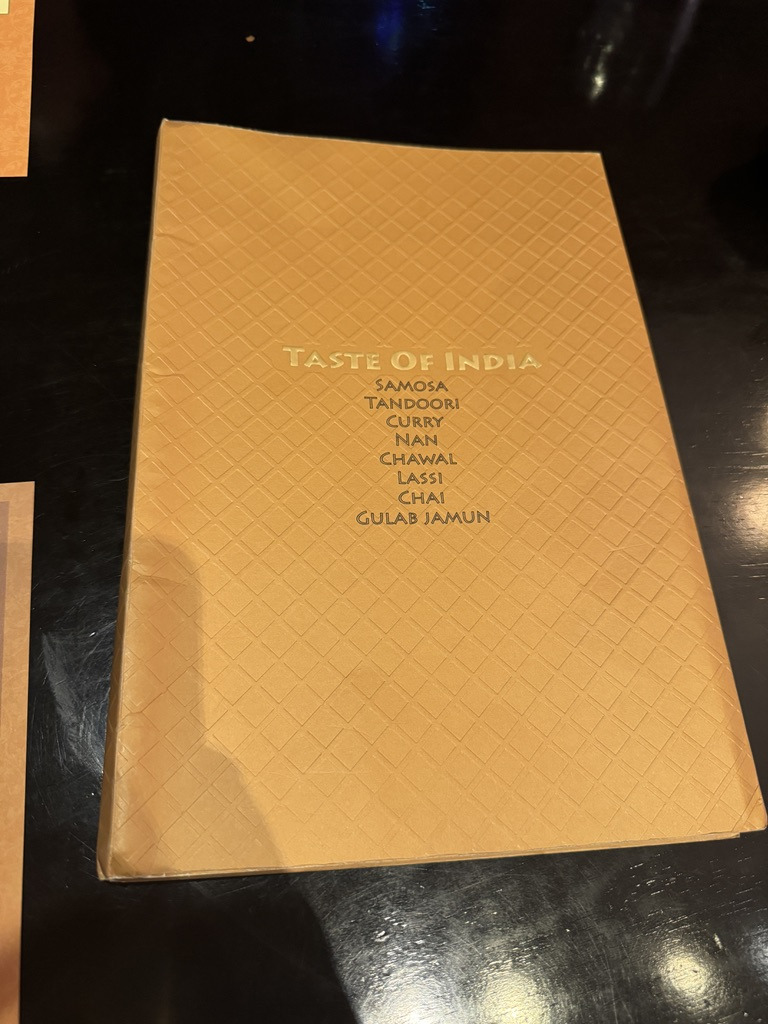 Taste Of India
Samosa
Tandoori
Curry
Nan
Chawal
Lassi
Chai
Gulab jamun